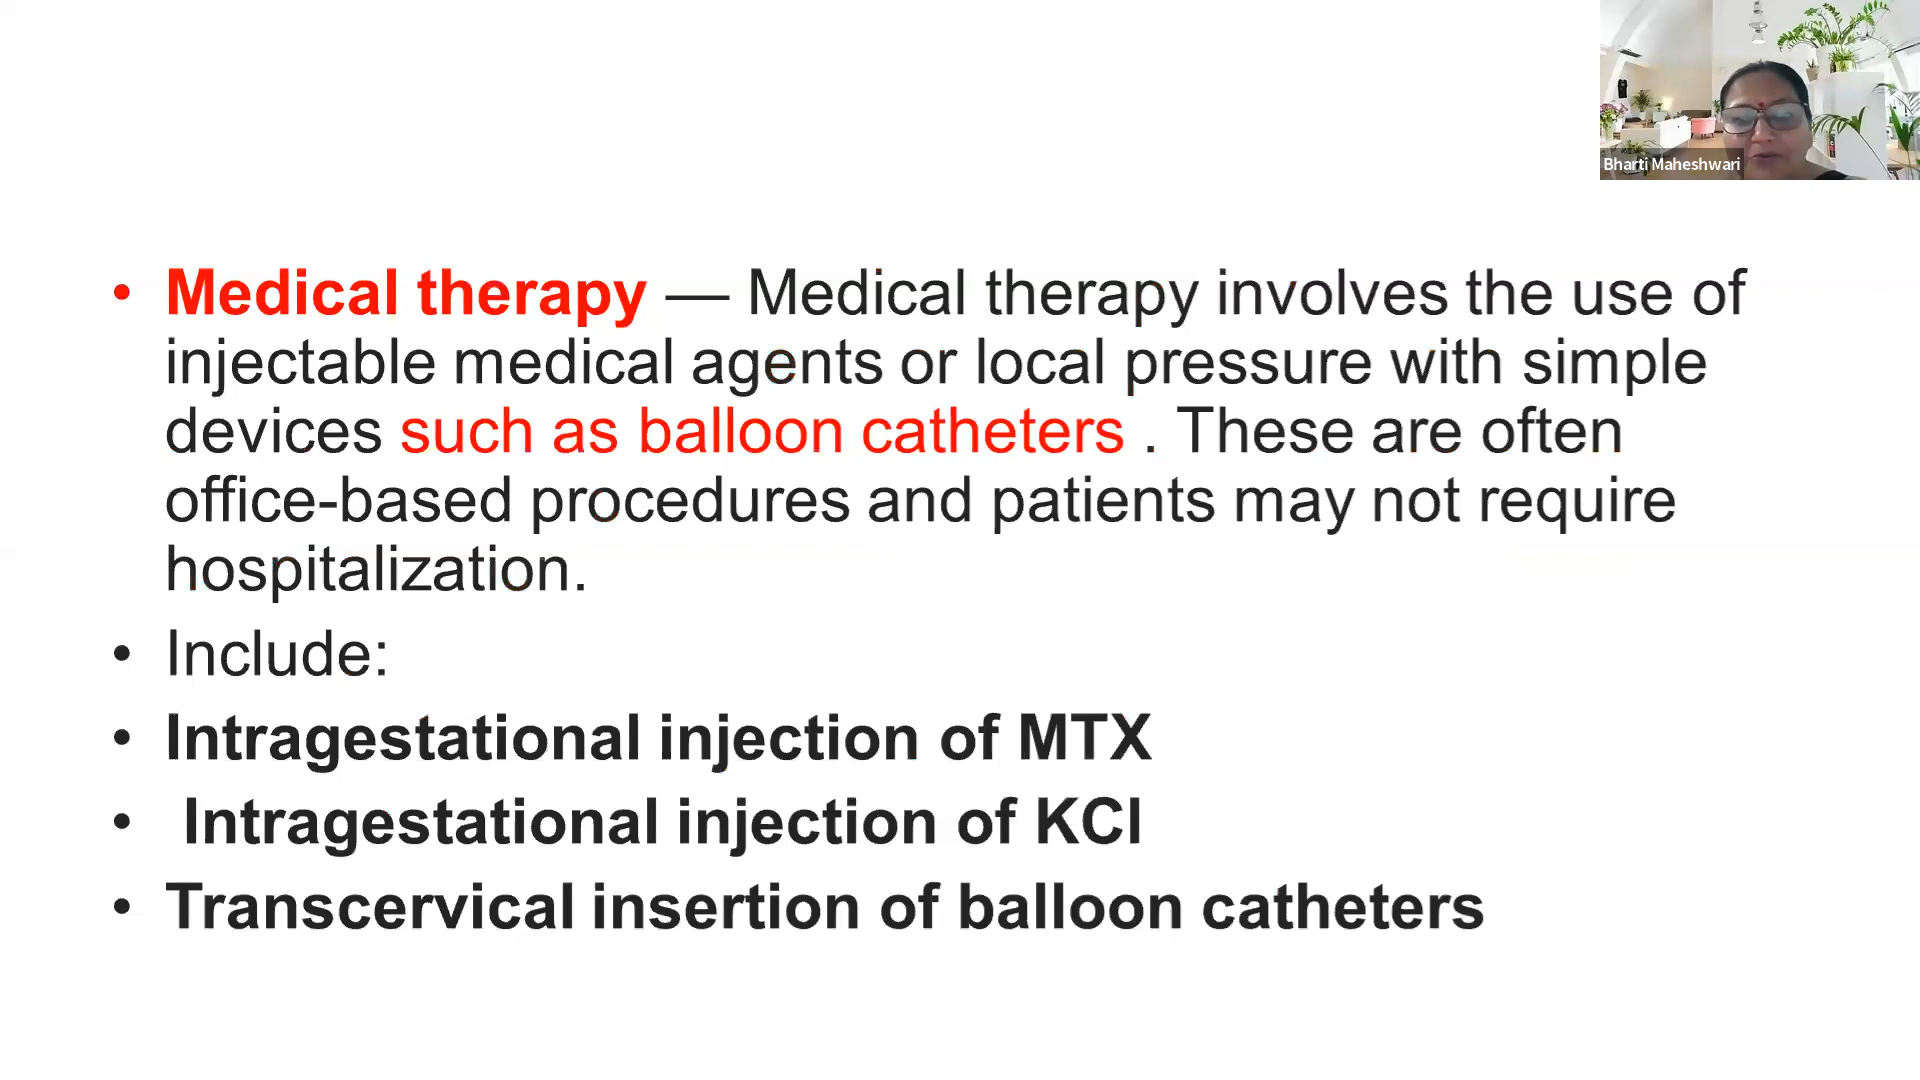 Bharti Maheshwari
• Medical therapy — Medical therapy involves the use of
injectable medical agents or local pressure with simple
devices such as balloon catheters . These are often
office-based procedures and patients may not require
hospitalization.
• Include:
• Intragestational injection of MTX
• Intragestational injection of KCl
• Transcervical insertion of balloon catheters